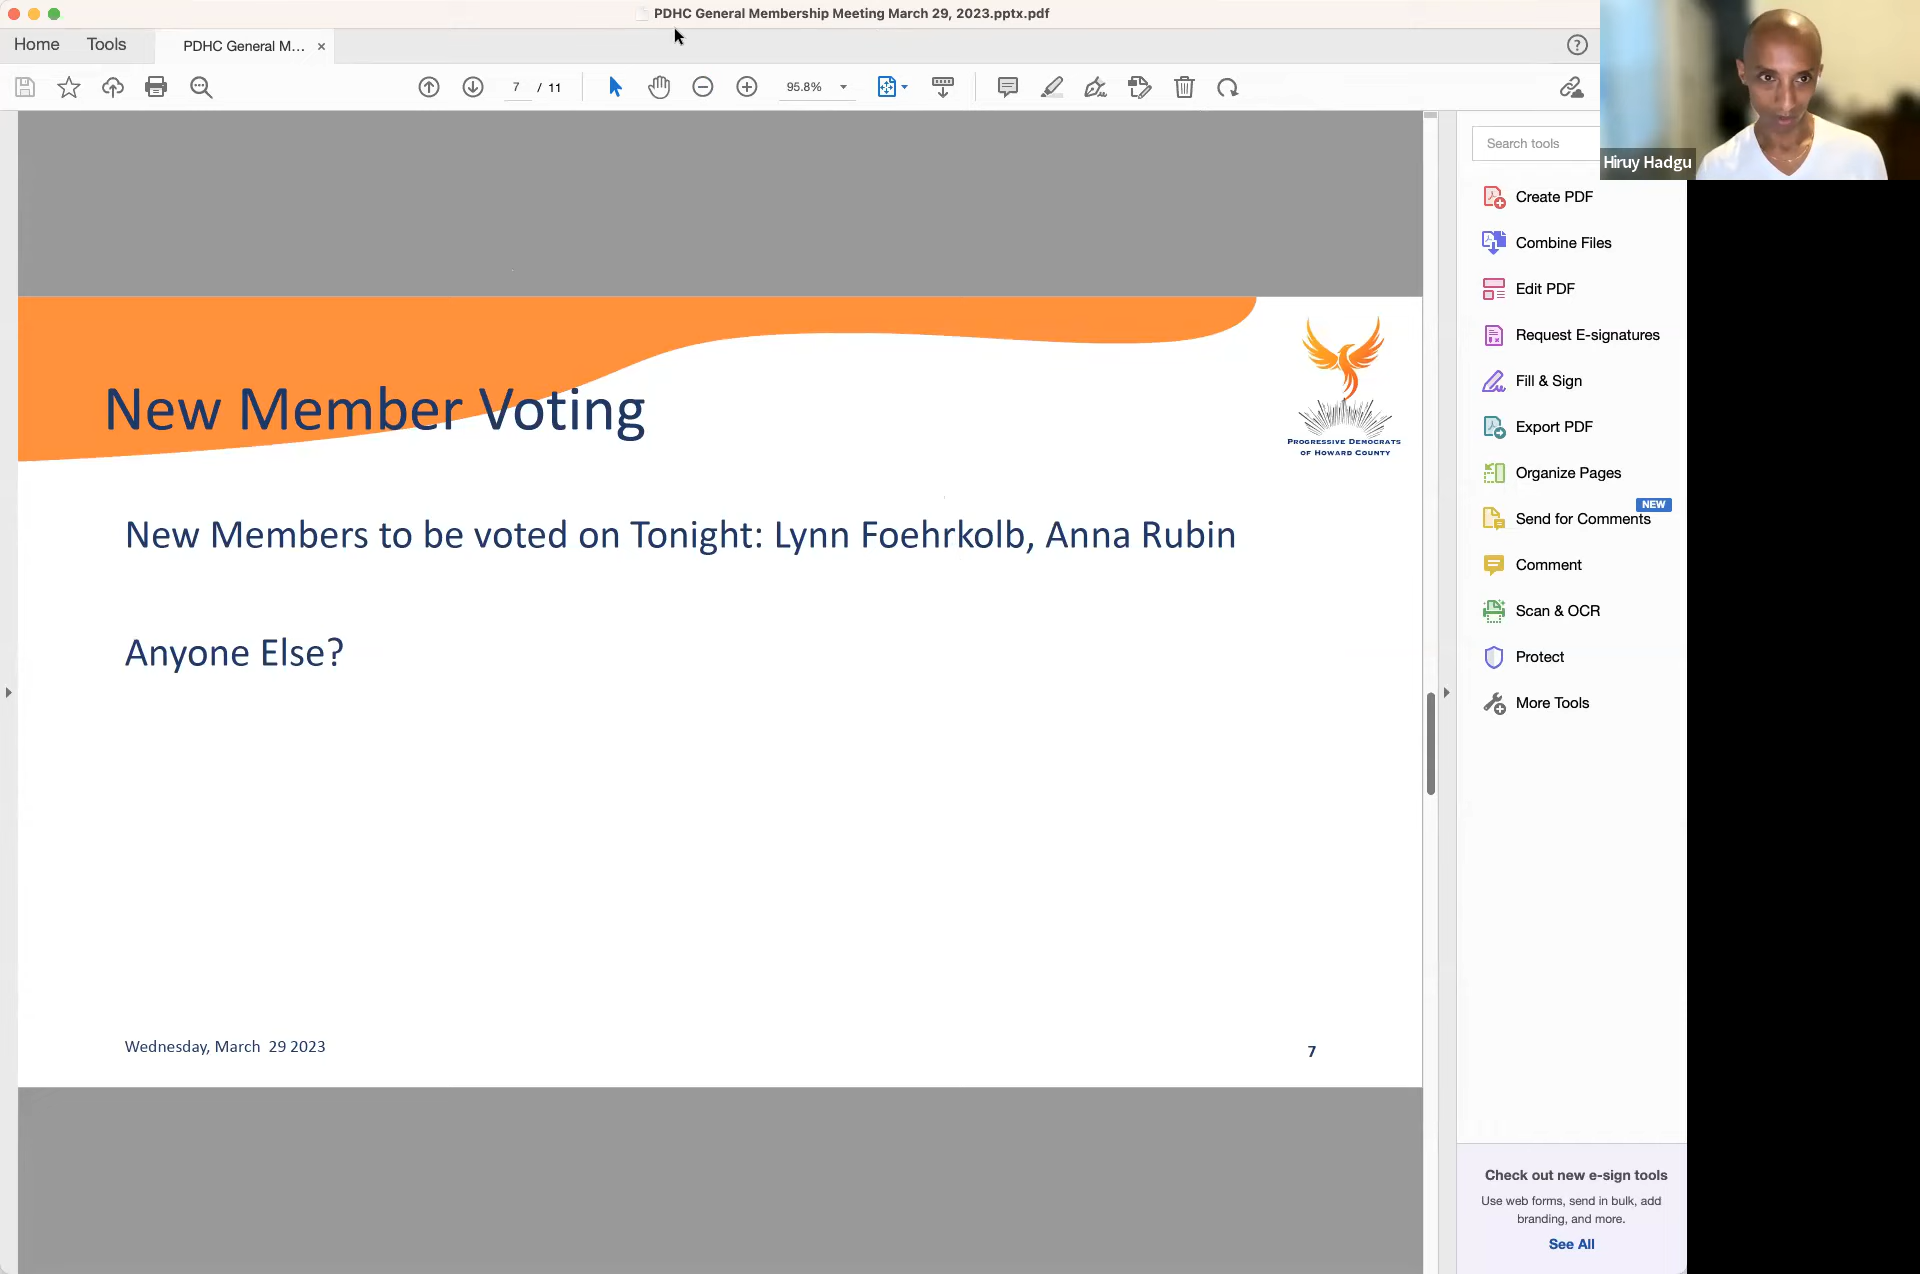 PDHC General Membership Meeting March 29, 2023.pptx.pdf
Home
Tools
PDHC General M...
7 / 11
95.8%
Search tools
Hiruy Hadgu
Create PDF
Combine Files
Edit PDF
Request E-signatures
Fill & Sign
Export PDF
Organize Pages
NEW
Send for Comments
Comment
Scan & OCR
Protect
More Tools
New Member Voting
Progressive Democrats
of Howard County
New Members to be voted on Tonight: Lynn Foehrkolb, Anna Rubin
Anyone Else?
Wednesday, March 29 2023
7
Check out new e-sign tools
Use web forms, send in bulk, add
branding, and more.
See All